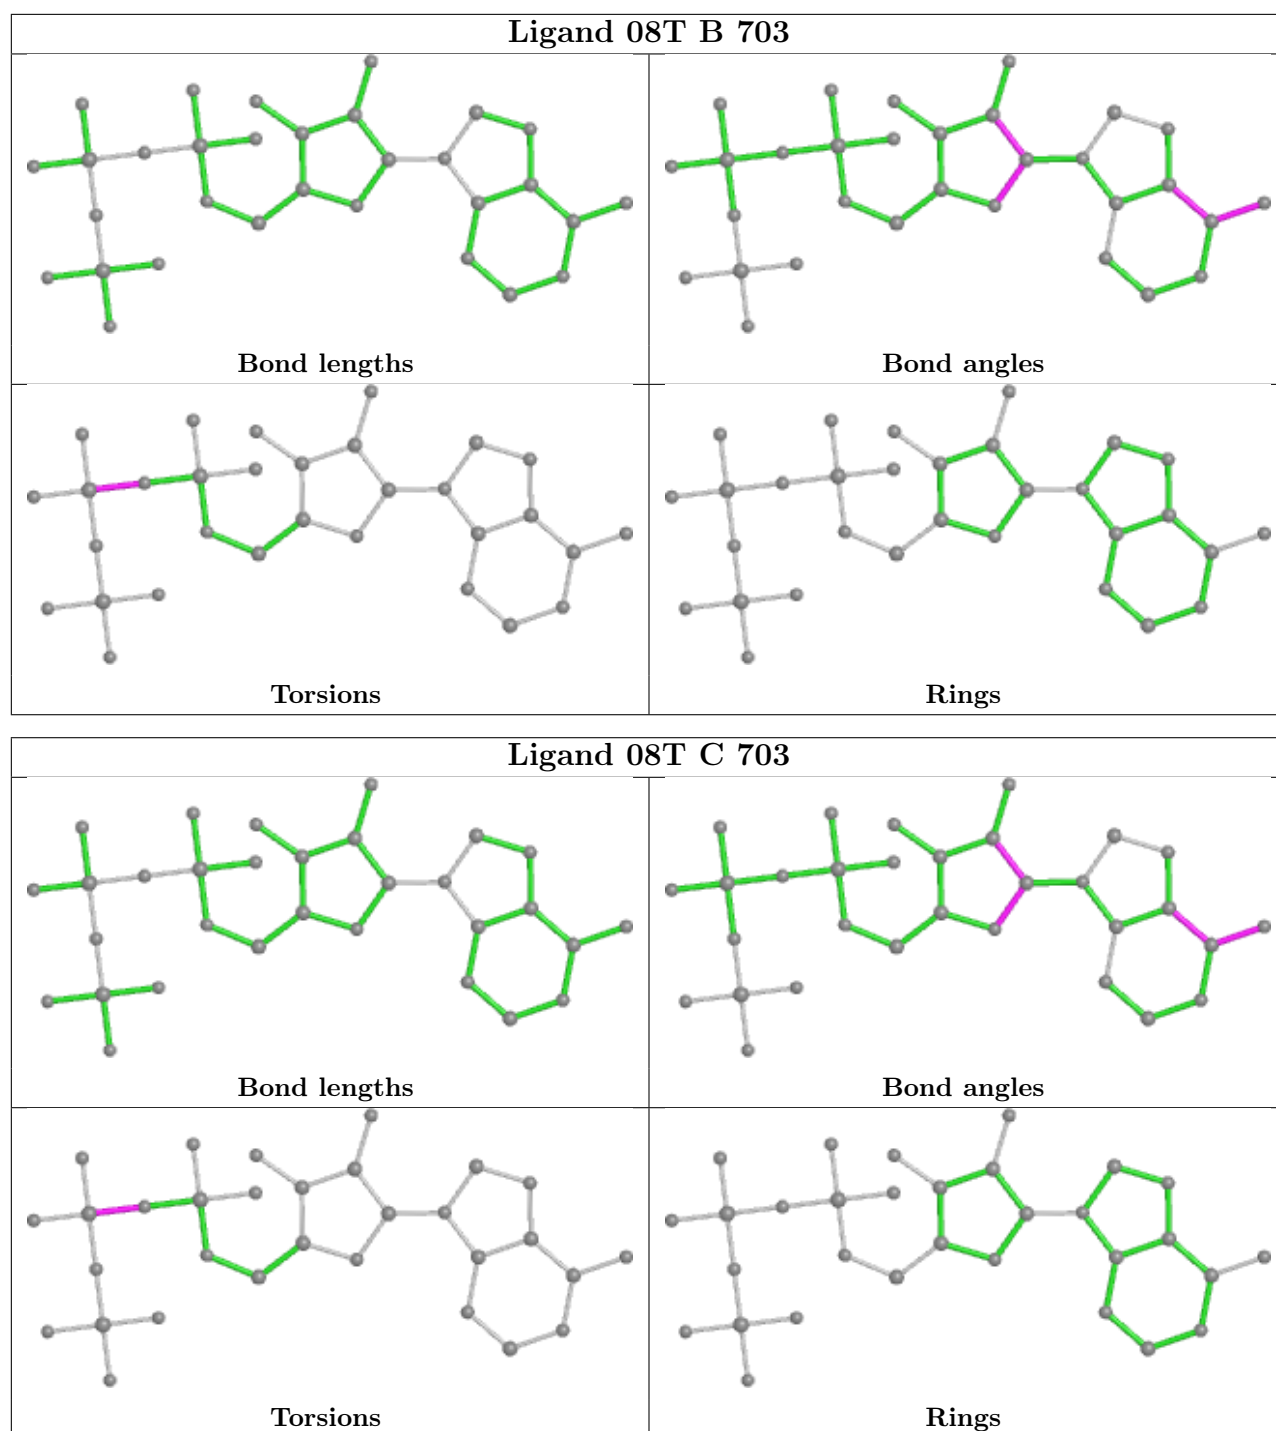 Ligand 08T B 703
Bond lengths
Bond angles
Torsions
Rings
Ligand 08T C 703
Bond lengths
Bond angles
Torsions
Rings